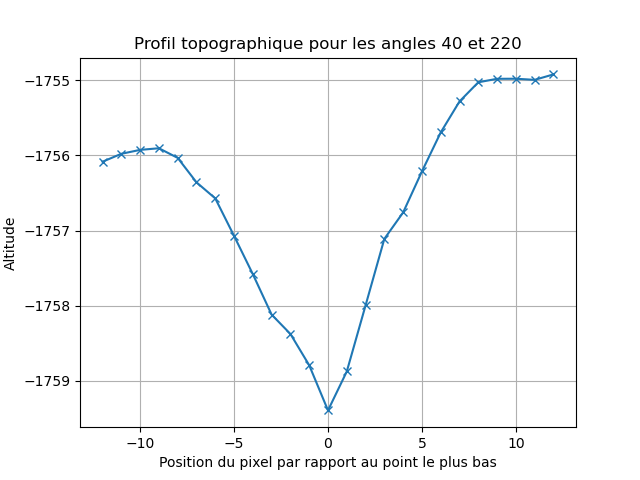 Profil topographique pour les angles 40 et 220
−1755
−1756
−1757
−1758
−1759
Altitude
−10 −5 0 5 10
Position du pixel par rapport au point le plus bas